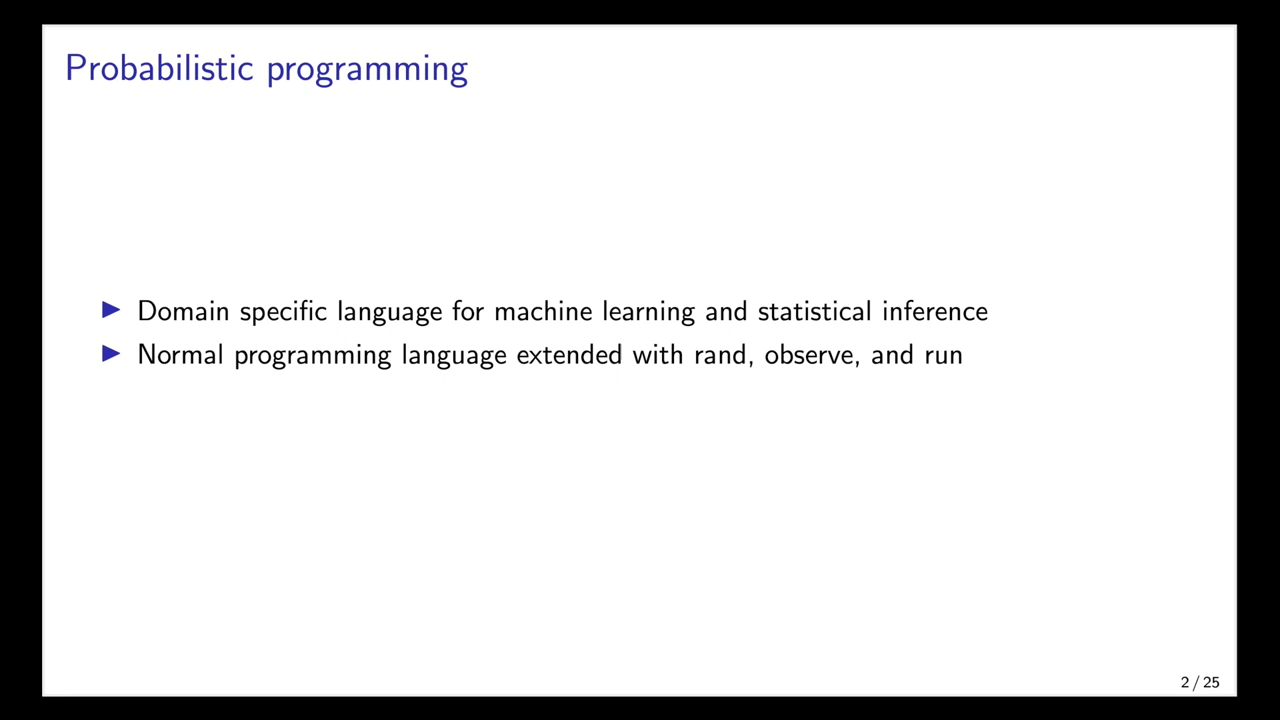 Probabilistic programming
▶ Domain specific language for machine learning and statistical inference
▶ Normal programming language extended with rand, observe, and run
2 / 25